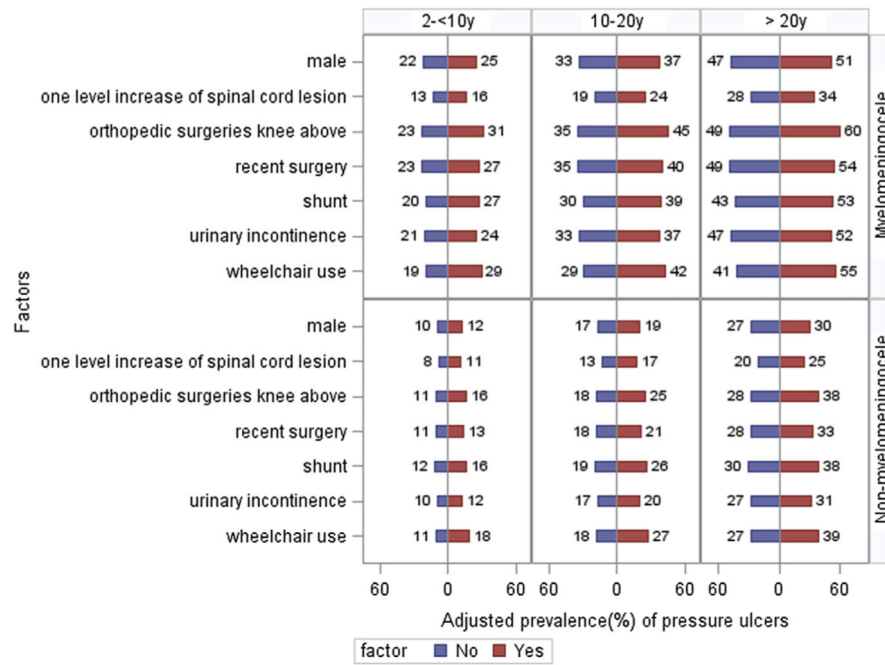 2-<10y 10-20y > 20y
male 22 25 33 37 47 51
one level increase of spinal cord lesion 13 16 19 24 28 34
orthopedic surgeries knee above 23 31 35 45 49 60
recent surgery 23 27 35 40 49 54
shunt 20 27 30 39 43 53
urinary incontinence 21 24 33 37 47 52
wheelchair use 19 29 29 42 41 55
Myelomeningocele
Factors
male 10 12 17 19 27 30
one level increase of spinal cord lesion 8 11 13 17 20 25
orthopedic surgeries knee above 11 16 18 25 28 38
recent surgery 11 13 18 21 28 33
shunt 12 16 19 26 30 38
urinary incontinence 10 12 17 20 27 31
wheelchair use 11 18 18 27 27 39
Non-myelomeningocele
60 0 60 60 0 60 60 0 60
Adjusted prevalence(%) of pressure ulcers
factor No Yes